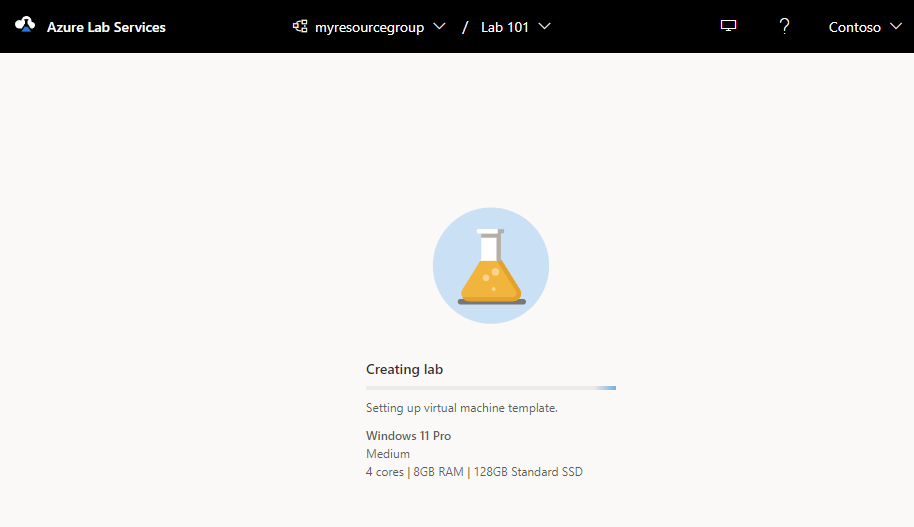 Azure Lab Services myresourcegroup / Lab 101 ? Contoso
Creating lab
Setting up virtual machine template.
Windows 11 Pro
Medium
4 cores | 8GB RAM | 128GB Standard SSD